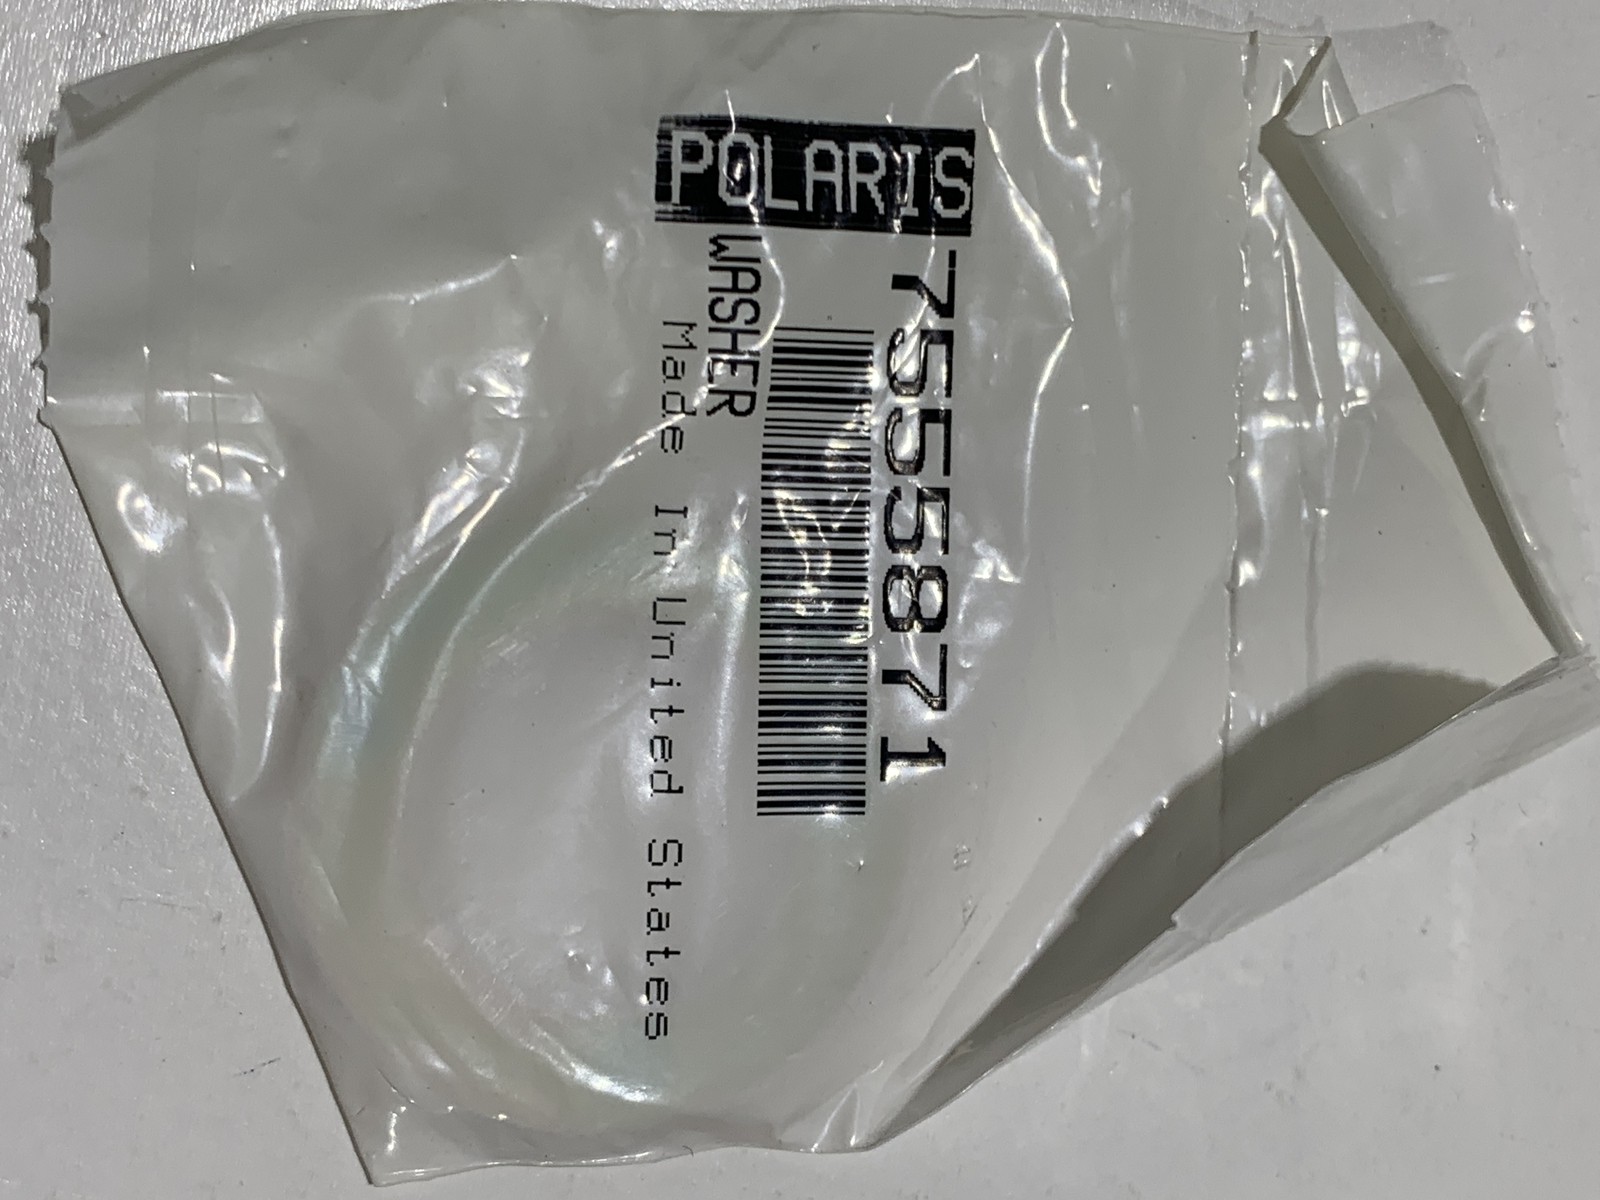 POLARIS
7555871
WASHER
Made In United States